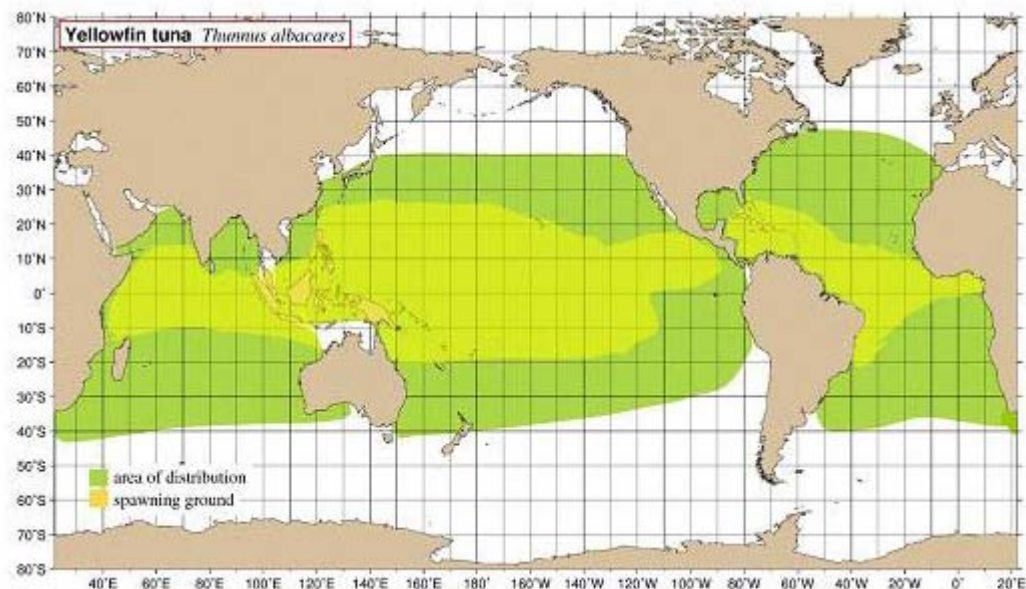 80˚N
Yellowfin tuna Thunnus albacares
70˚N
60˚N
50˚N
40˚N
30˚N
20˚N
10˚N
0˚
10˚S
20˚S
30˚S
40˚S
50˚S
area of distribution
60˚S
spawning ground
70˚S
80˚S
40˚E 60˚E 80˚E 100˚E 120˚E 140˚E 160˚E 180˚ 160˚W 140˚W 120˚W 100˚W 80˚W 60˚W 40˚W 20˚W 0˚ 20˚E